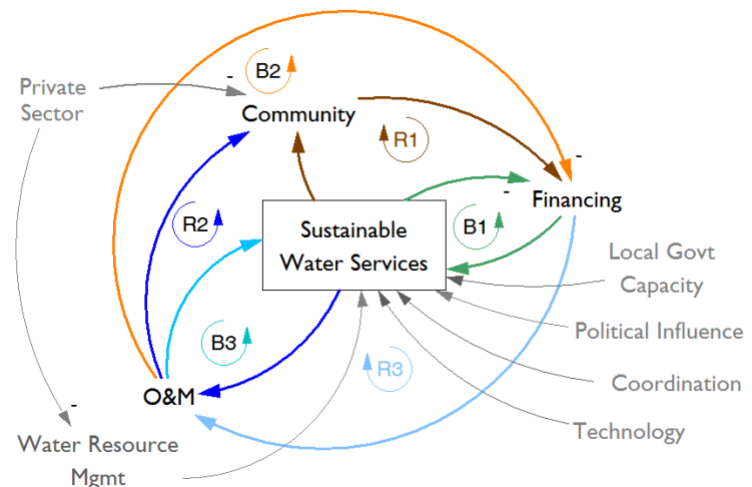 B2
-
Private
Sector
-
Community
R1
-
Financing
-
R2
Sustainable
Water Services
B1
Local Govt
Capacity
Political Influence
B3
R3
Coordination
O&M
-
Technology
Water Resource
Mgmt